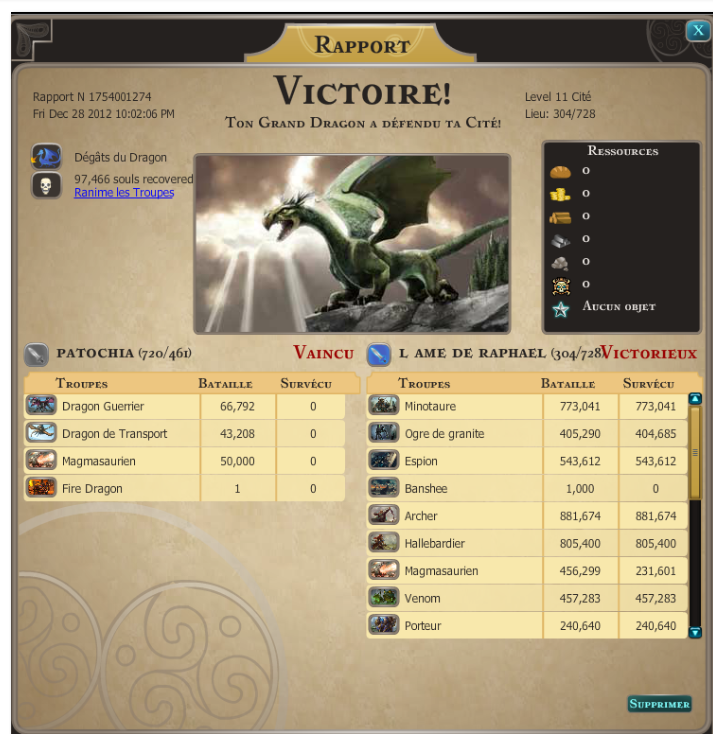 Rapport
X
Rapport N 1754001274
Fri Dec 28 2012 10:02:06 PM
Victoire!
Ton Grand Dragon a défendu ta Cité!
Level 11 Cité
Lieu: 304/728
Dégâts du Dragon
97,466 souls recovered
Ranime les Troupes
Ressources
0
0
0
0
0
0
Aucun objet
PATOCHIA (720/461) Vaincu
Troupes Bataille Survécu
Dragon Guerrier 66,792 0
Dragon de Transport 43,208 0
Magmasaurien 50,000 0
Fire Dragon 1 0
L AME DE RAPHAEL (304/728 Victorieux
Troupes Bataille Survécu
Minotaure 773,041 773,041
Ogre de granite 405,290 404,685
Espion 543,612 543,612
Banshee 1,000 0
Archer 881,674 881,674
Hallebardier 805,400 805,400
Magmasaurien 456,299 231,601
Venom 457,283 457,283
Porteur 240,640 240,640
Supprimer